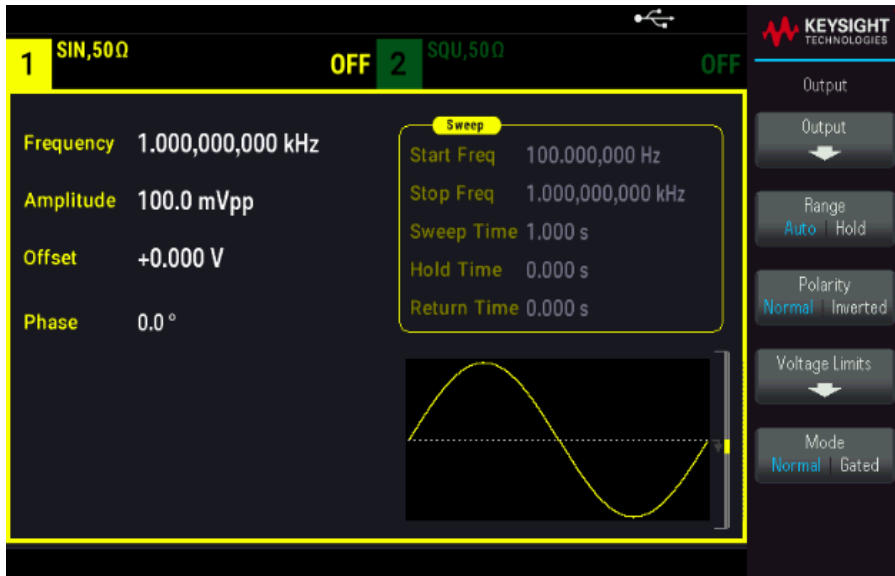 KEYSIGHT
TECHNOLOGIES
1 SIN,50Ω OFF 2 SQU,50Ω OFF
Output
Frequency 1.000,000,000 kHz
Amplitude 100.0 mVpp
Offset +0.000 V
Phase 0.0 °
Sweep
Start Freq 100.000,000 Hz
Stop Freq 1.000,000,000 kHz
Sweep Time 1.000 s
Hold Time 0.000 s
Return Time 0.000 s
Output
Range
Auto | Hold
Polarity
Normal | Inverted
Voltage Limits
Mode
Normal | Gated